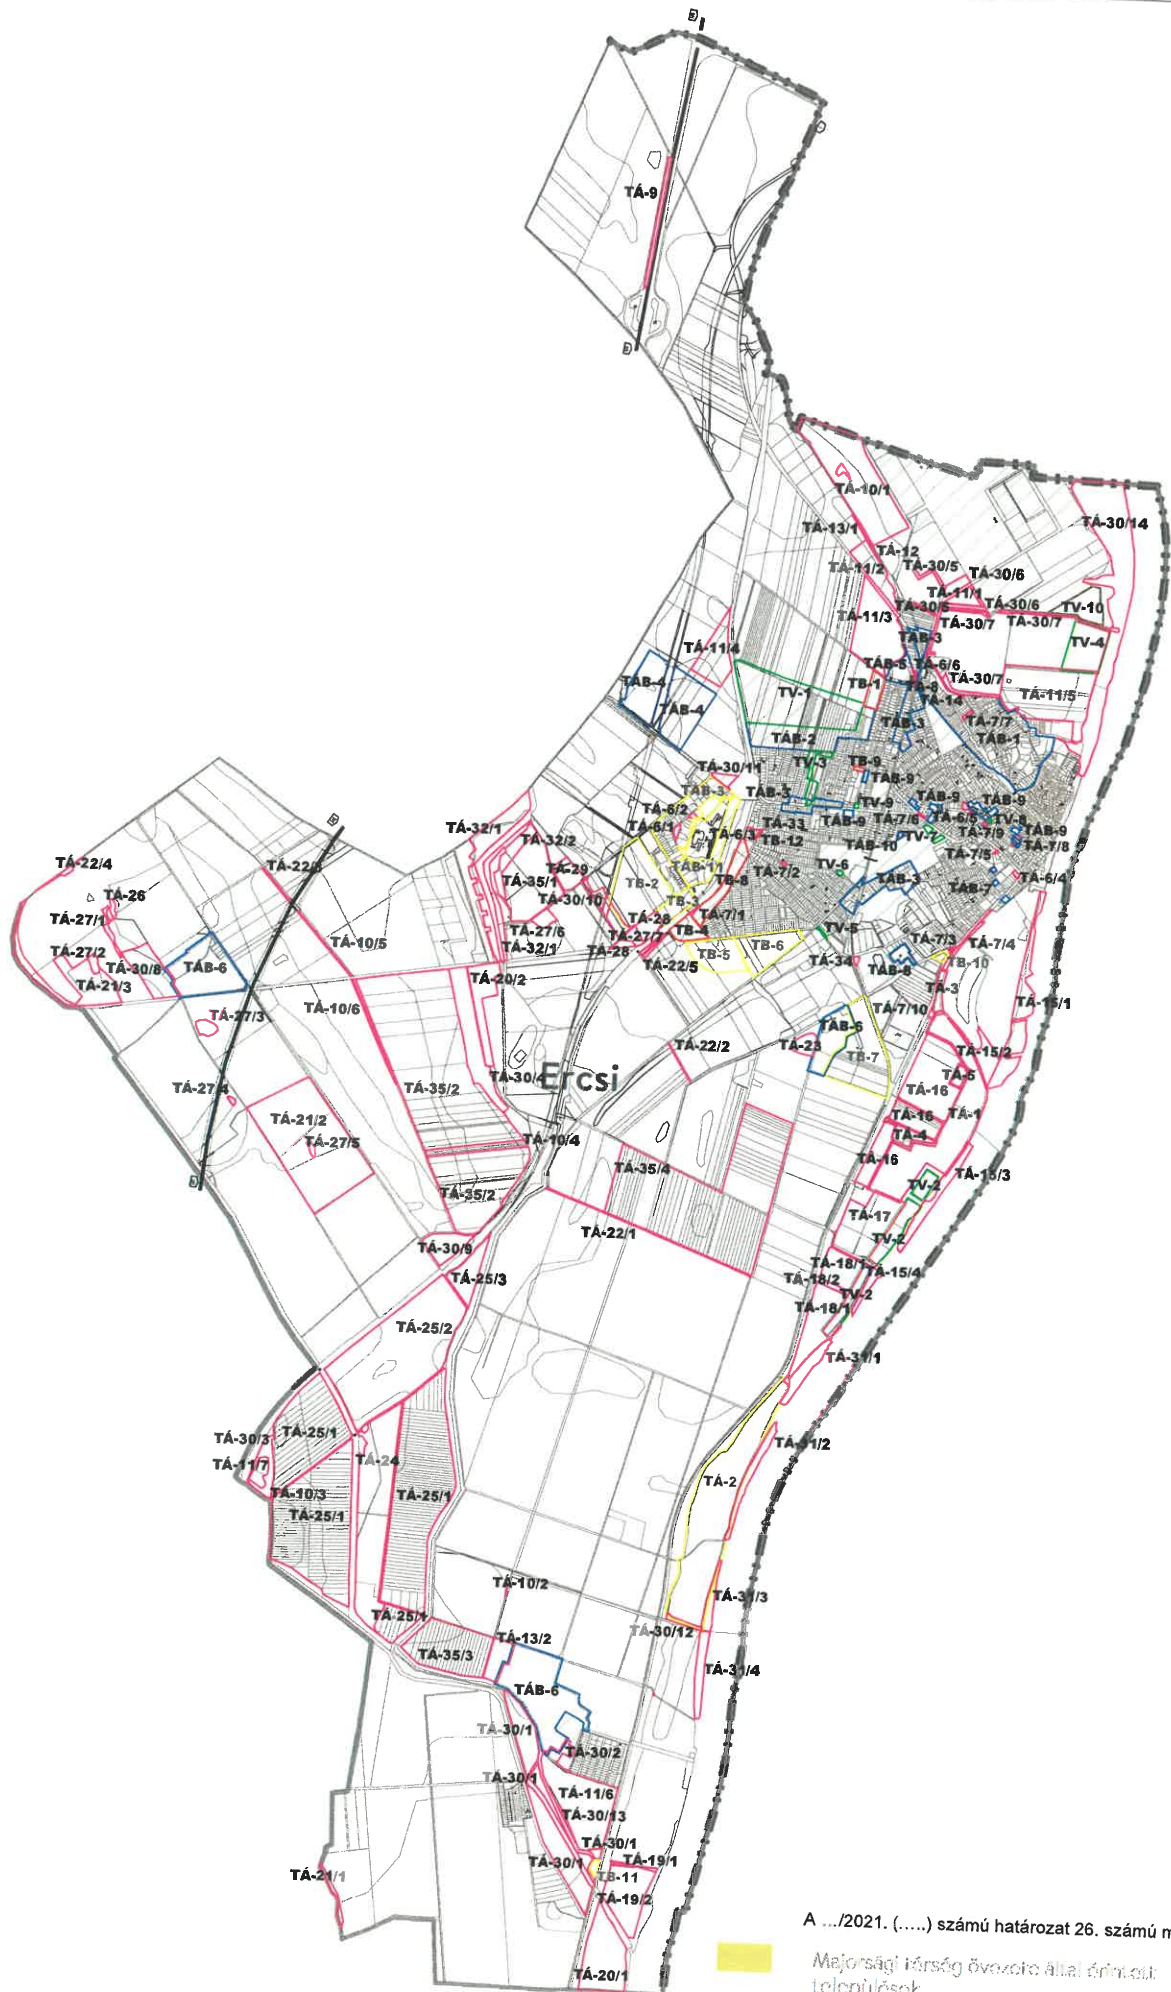 TÁ-9
TÁ-10/1
TÁ-30/14
TÁ-13/1
TÁ-12
TÁ-11/2
TÁ-30/5
TÁ-30/6
TÁ-11/1
TÁ-30/5
TÁ-30/6
TV-10
TÁ-11/3
TÁ-30/7
TÁ-30/7
TÁB-3
TV-4
TÁ-11/4
TÁB-5
TÁ-6/6
TÁB-4
TB-1
TÁ-8
TÁ-30/7
TV-1
TÁ-14
TÁ-11/5
TÁB-4
TÁB-3
TÁ-7/7
TÁB-2
TÁB-1
TV-3
TB-9
TÁ-30/11
TÁB-9
TÁB-3
TÁB-3
TÁ-6/2
TV-9
TÁB-9
TÁB-9
TÁ-32/1
TÁ-6/1
TÁ-6/3
TÁ-33
TÁB-9
TÁ-7/6
TÁ-6/5
TV-8
TÁ-32/2
TB-12
TÁB-10
TV-7
TÁ-7/9
TÁB-9
TÁ-7/8
TÁ-22/4
TÁ-22/3
TÁ-29
TÁB-11
TÁ-7/2
TV-6
TÁ-7/5
TÁ-35/1
TB-2
TB-8
TÁB-3
TÁB-7
TÁ-6/4
TÁ-26
TÁ-30/10
TB-3
TÁ-27/1
TÁ-28
TÁ-7/1
TÁ-27/6
TB-4
TV-5
TÁ-10/5
TÁ-32/1
TÁ-27/7
TÁ-28
TB-5
TB-6
TÁ-7/3
TÁ-7/4
TÁ-27/2
TÁ-30/8
TÁB-6
TÁ-22/5
TÁ-34
TÁB-8
TB-10
TÁ-21/3
TÁ-20/2
TÁ-3
TÁ-27/3
TÁ-10/6
TÁ-7/10
TÁ-15/1
TÁB-6
TÁ-22/2
TÁ-23
TB-7
TÁ-15/2
TÁ-27/4
TÁ-35/2
TÁ-30/4
Ercsi
TÁ-5
TÁ-16
TÁ-21/2
TÁ-16
TÁ-1
TÁ-27/5
TÁ-10/4
TÁ-4
TÁ-35/4
TÁ-16
TÁ-15/3
TÁ-35/2
TV-2
TÁ-17
TÁ-22/1
TV-2
TÁ-30/9
TÁ-18/1
TÁ-15/4
TÁ-25/3
TÁ-18/2
TV-2
TÁ-18/1
TÁ-25/2
TÁ-31/1
TÁ-30/3
TÁ-25/1
TÁ-31/2
TÁ-11/7
TÁ-24
TÁ-2
TÁ-10/3
TÁ-25/1
TÁ-25/1
TÁ-10/2
TÁ-31/3
TÁ-25/1
TÁ-30/12
TÁ-13/2
TÁ-35/3
TÁ-31/4
TÁB-6
TÁ-30/1
TÁ-30/2
TÁ-30/1
TÁ-11/6
TÁ-30/13
TÁ-30/1
TÁ-30/1
TÁ-19/1
TÁ-21/1
TB-11
TÁ-19/2
A .../2021. (.....) számú határozat 26. számú m
Majorsági térség övezete által érintett
települések
TÁ-20/1